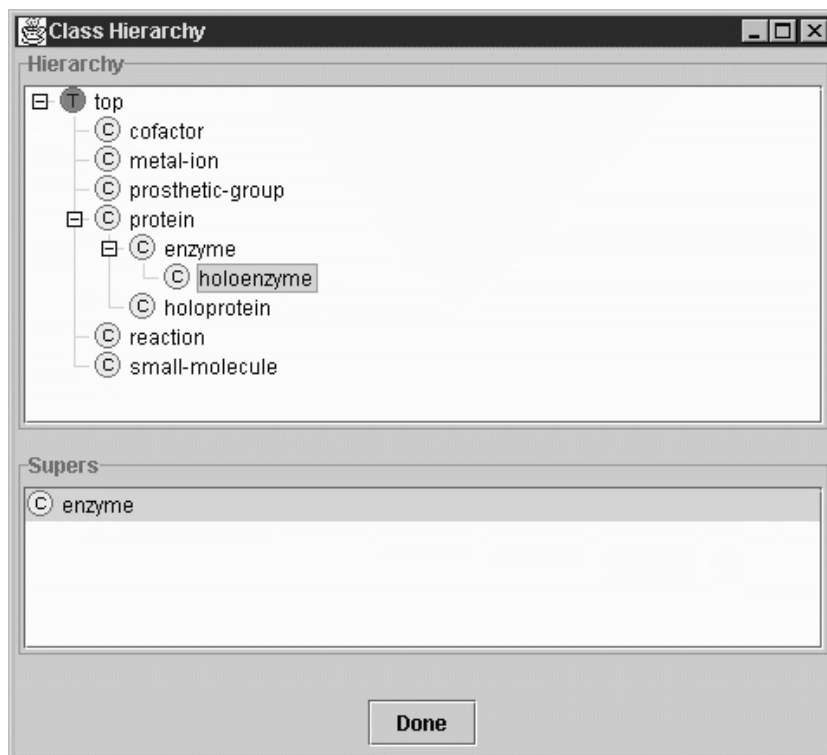 Class Hierarchy
Hierarchy
T top
C cofactor
C metal-ion
C prosthetic-group
C protein
C enzyme
C holoenzyme
C holoprotein
C reaction
C small-molecule
Supers
C enzyme
Done